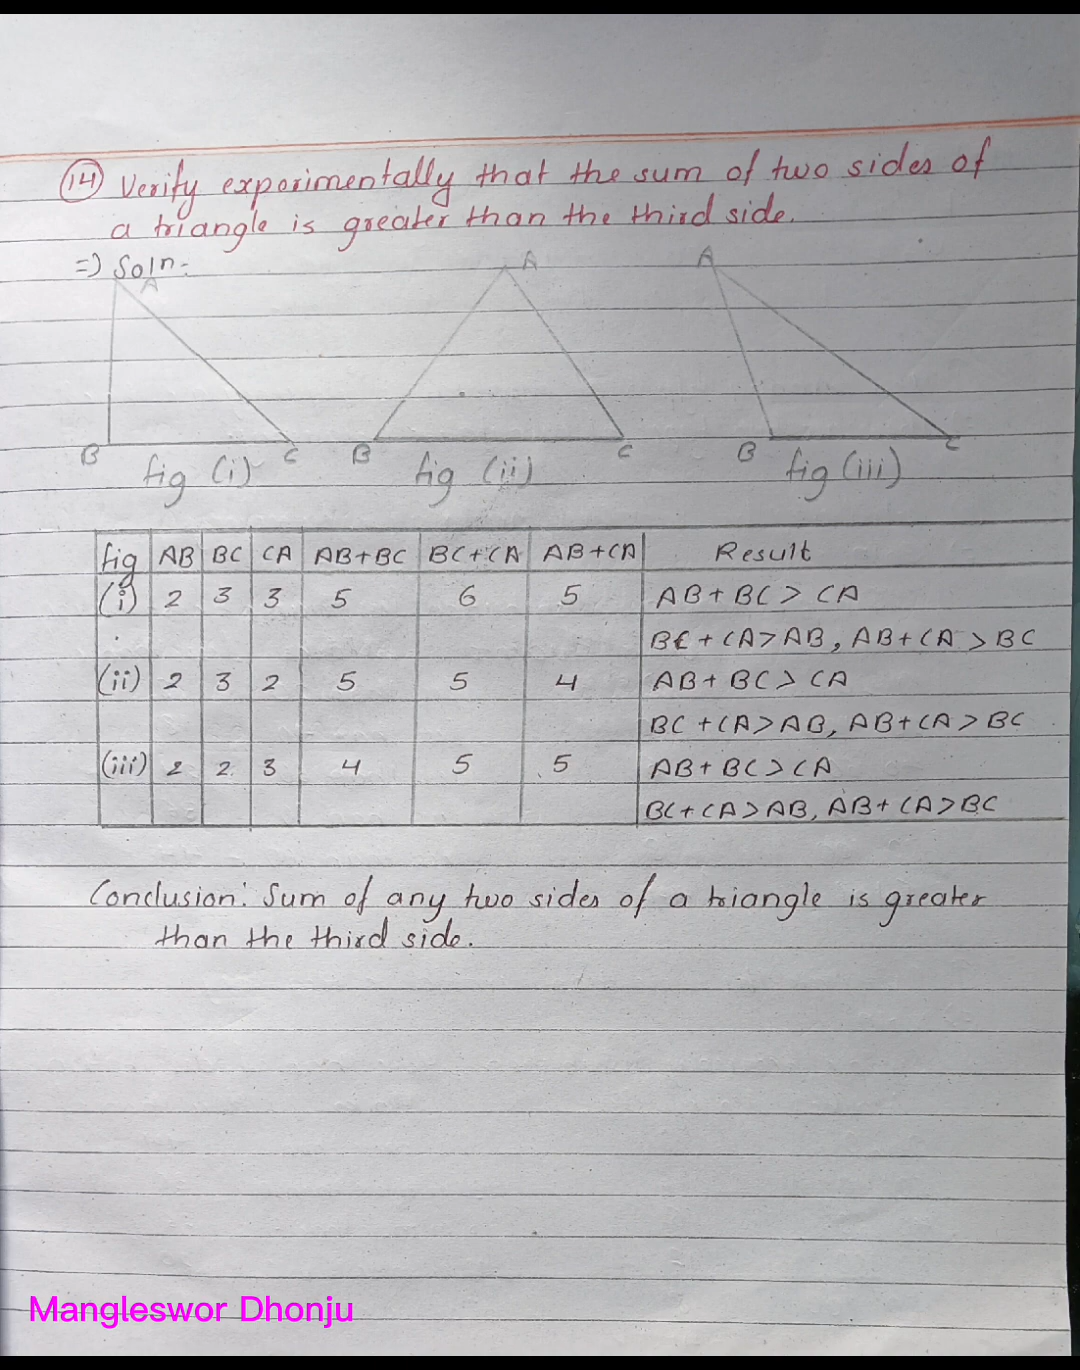 (14) Verify experimentally that the sum of two sides of
a triangle is greater than the third side.
=> Soln:
A A A
B C B C B C
fig (i) fig (ii) fig (iii)
fig AB BC CA AB+BC BC+CA AB+CA Result
(i) 2 3 3 5 6 5 AB+BC>CA
BC+CA>AB, AB+CA>BC
(ii) 2 3 2 5 5 4 AB+BC>CA
BC+CA>AB, AB+CA>BC
(iii) 2 2 3 4 5 5 AB+BC>CA
BC+CA>AB, AB+CA>BC
Conclusion: Sum of any two sides of a triangle is greater
than the third side.
Mangleswor Dhonju